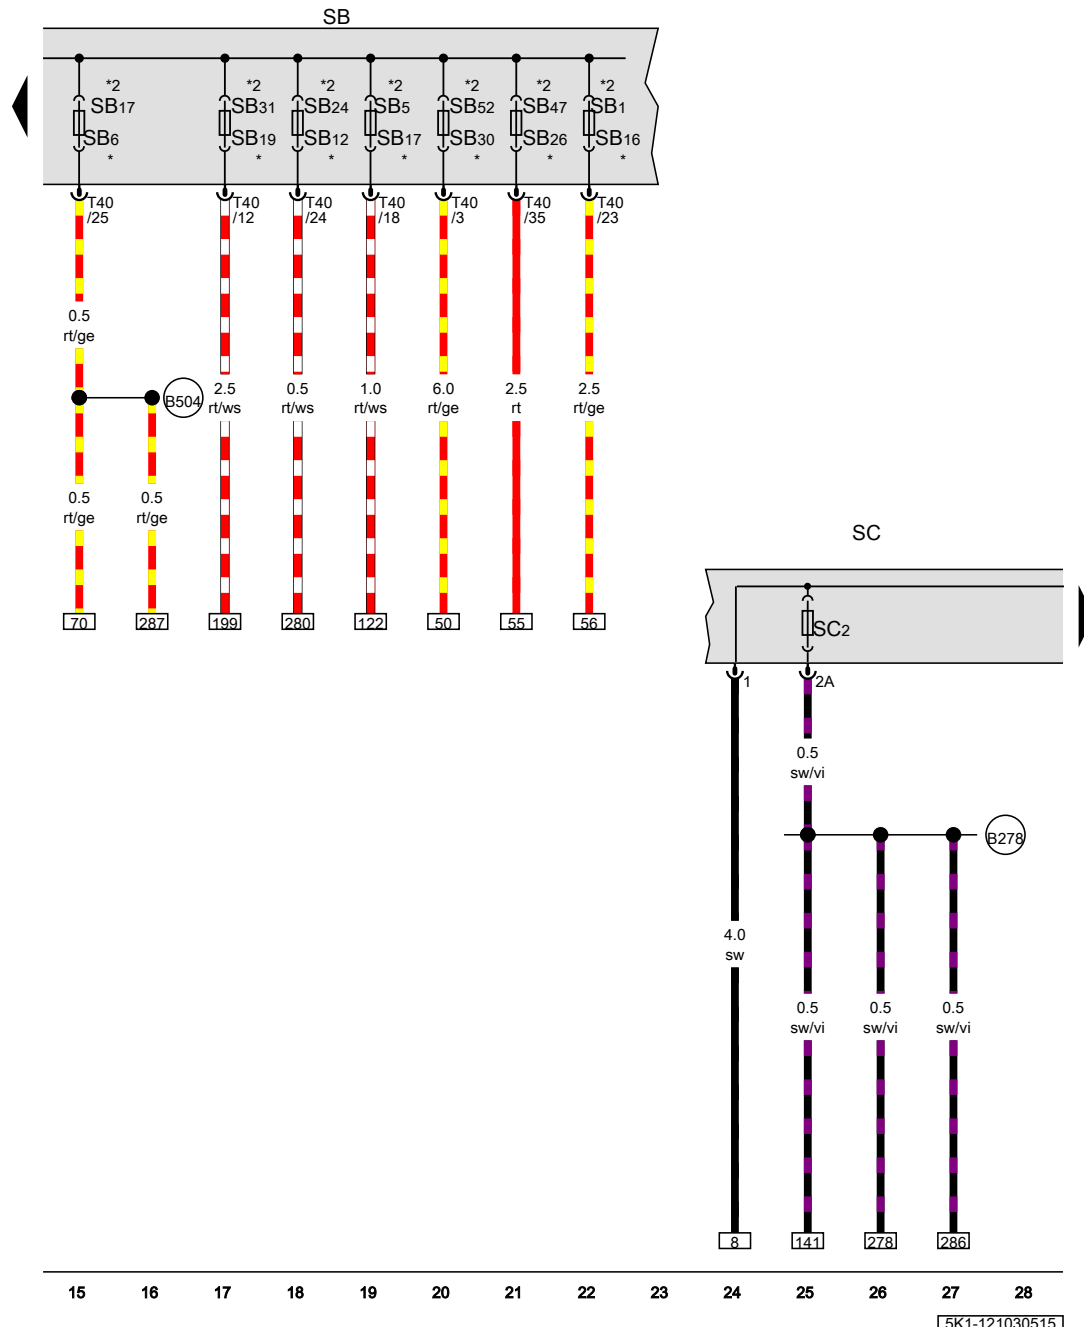 SB
*2 *2 *2 *2 *2 *2 *2
SB17 SB31 SB24 SB5 SB52 SB47 SB1
SB6 SB19 SB12 SB17 SB30 SB26 SB16
* * * * * * *
T40 T40 T40 T40 T40 T40 T40
/25 /12 /24 /18 /3 /35 /23
0.5
rt/ge
B504
2.5 0.5 1.0 6.0 2.5 2.5
rt/ws rt/ws rt/ws rt/ge rt rt/ge
0.5 0.5
rt/ge rt/ge
SC
70 287 199 280 122 50 55 56
SC2
1 2A
0.5
sw/vi
B278
4.0
sw
0.5 0.5 0.5
sw/vi sw/vi sw/vi
8 141 278 286
15 16 17 18 19 20 21 22 23 24 25 26 27 28
5K1-121030515